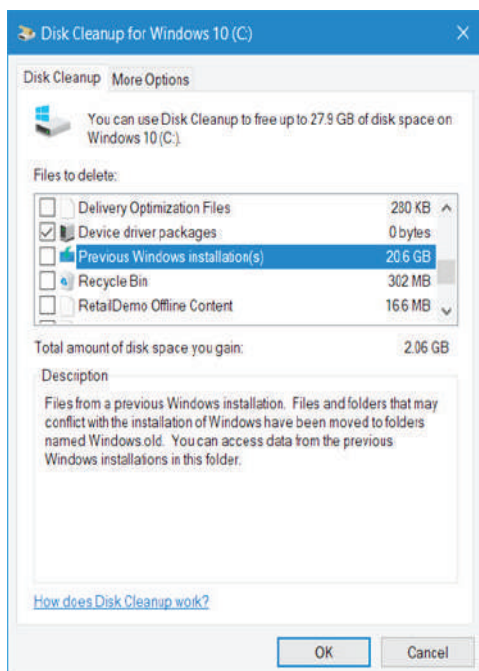 Disk Cleanup for Windows 10 (C:)
Disk Cleanup
More Options
You can use Disk Cleanup to free up to 27.9 GB of disk space on
Windows 10 (C:).
Files to delete:
Delivery Optimization Files 280 KB
Device driver packages 0 bytes
Previous Windows installation(s) 20.6 GB
Recycle Bin 302 MB
RetailDemo Offline Content 16.6 MB
Total amount of disk space you gain: 2.06 GB
Description
Files from a previous Windows installation. Files and folders that may
conflict with the installation of Windows have been moved to folders
named Windows.old. You can access data from the previous
Windows installations in this folder.
How does Disk Cleanup work?
OK
Cancel